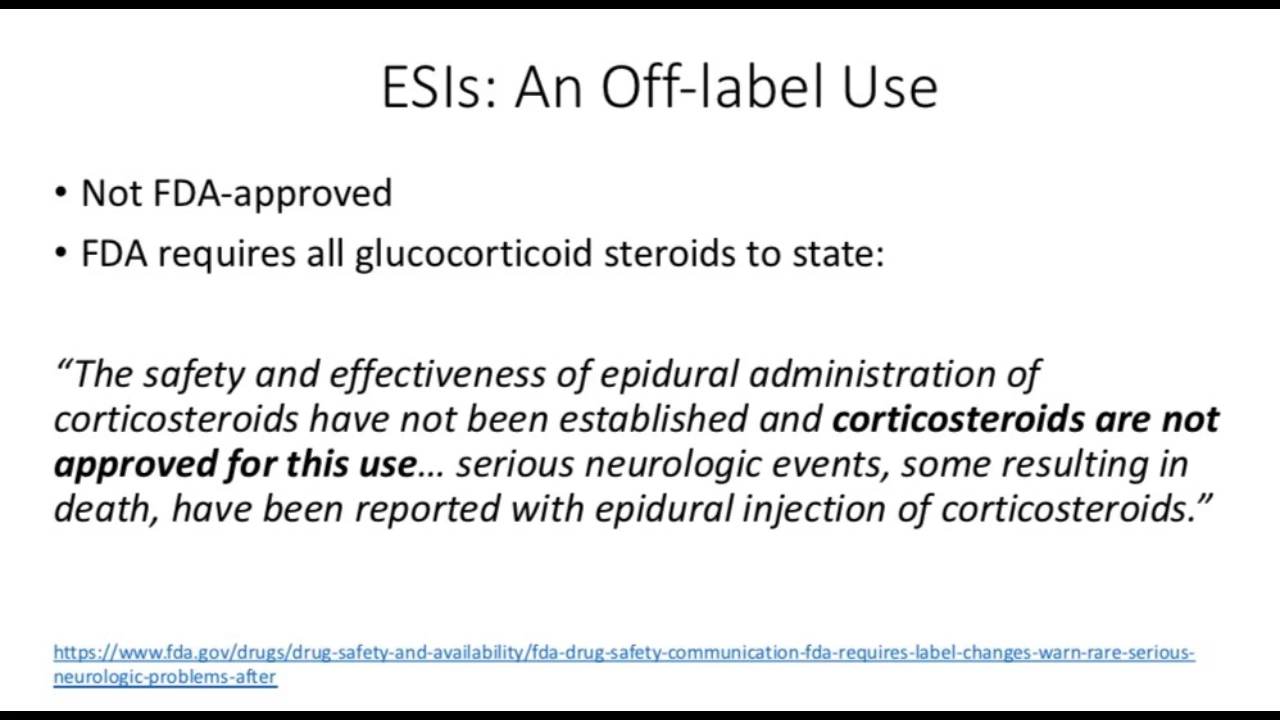 ESIs: An Off-label Use
• Not FDA-approved
• FDA requires all glucocorticoid steroids to state:
“The safety and effectiveness of epidural administration of
corticosteroids have not been established and corticosteroids are not
approved for this use… serious neurologic events, some resulting in
death, have been reported with epidural injection of corticosteroids.”
https://www.fda.gov/drugs/drug-safety-and-availability/fda-drug-safety-communication-fda-requires-label-changes-warn-rare-serious-
neurologic-problems-after